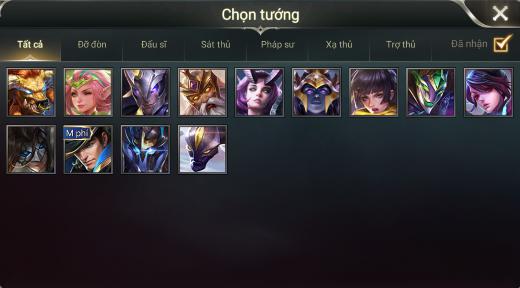 Chọn tướng
Tất cả Đỡ đòn Đấu sĩ Sát thủ Pháp sư Xạ thủ Trợ thủ Đã nhận
M phí